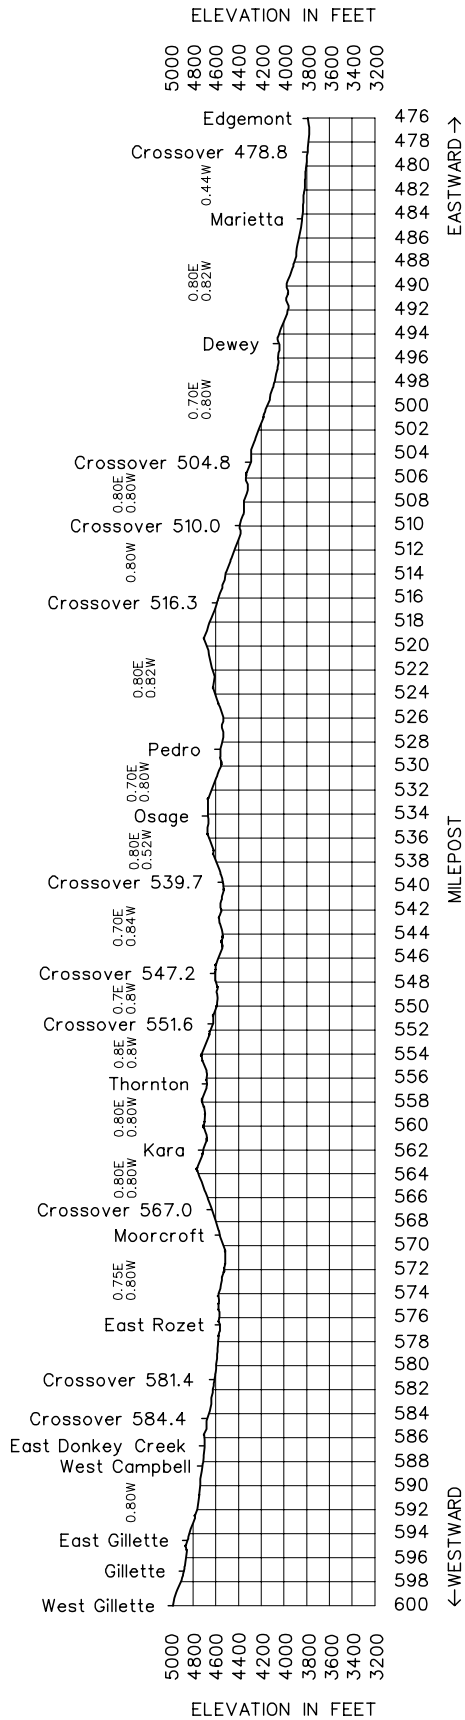 ELEVATION IN FEET
5000 4800 4600 4400 4200 4000 3800 3600 3400 3200
Edgemont 476
EASTWARD→
478
Crossover 478.8
480
0.44W
482
Marietta 484
486
488
0.80E
0.82W
490
492
494
Dewey
496
498
0.70E
0.80W
500
502
504
Crossover 504.8
506
0.80E
0.80W
508
Crossover 510.0 510
512
0.80W
514
516
Crossover 516.3
518
520
522
0.80E
0.82W
524
526
528
Pedro
530
0.70E
0.80W
532
534
Osage
536
0.80E
0.52W
538
MILEPOST
Crossover 539.7 540
542
0.70E
0.84W
544
546
Crossover 547.2
548
0.7E
0.8W
550
Crossover 551.6 552
554
0.8E
0.8W
556
Thornton
558
0.80E
0.80W
560
Kara 562
564
0.80E
0.80W
566
Crossover 567.0
568
Moorcroft
570
572
0.75E
0.80W
574
576
East Rozet
578
580
Crossover 581.4
582
584
Crossover 584.4
586
East Donkey Creek
588
West Campbell
590
0.80W
592
594
East Gillette
596
Gillette
598
West Gillette 600
←WESTWARD
5000 4800 4600 4400 4200 4000 3800 3600 3400 3200
ELEVATION IN FEET